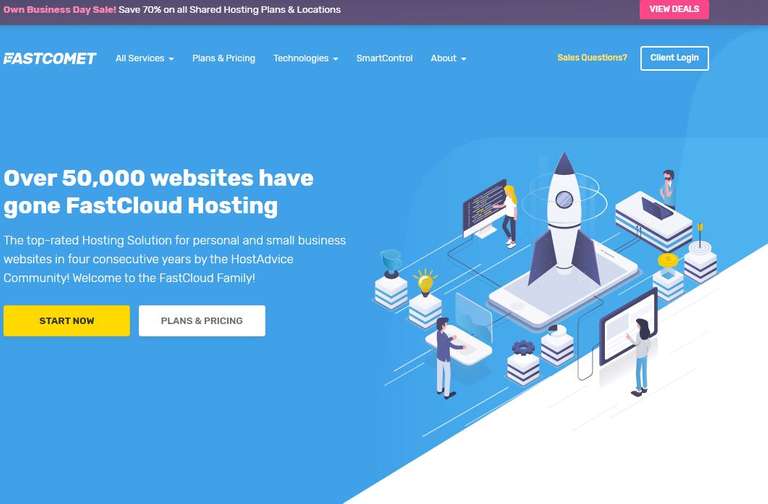 Own Business Day Sale! Save 70% on all Shared Hosting Plans & Locations
VIEW DEALS
FASTCOMET
All Services
Plans & Pricing
Technologies
SmartControl
About
Sales Questions?
Client Login
Over 50,000 websites have
gone FastCloud Hosting
The top-rated Hosting Solution for personal and small business
websites in four consecutive years by the HostAdvice
Community! Welcome to the FastCloud Family!
START NOW
PLANS & PRICING